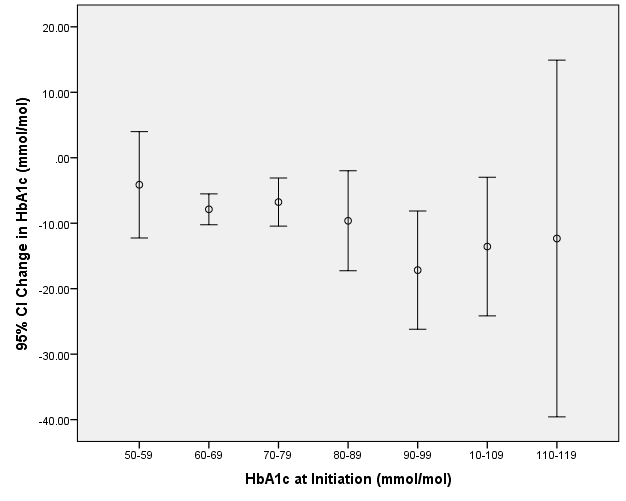 20.00
10.00
.00
-10.00
-20.00
-30.00
-40.00
95% CI Change in HbA1c (mmol/mol)
50-59 60-69 70-79 80-89 90-99 10-109 110-119
HbA1c at Initiation (mmol/mol)